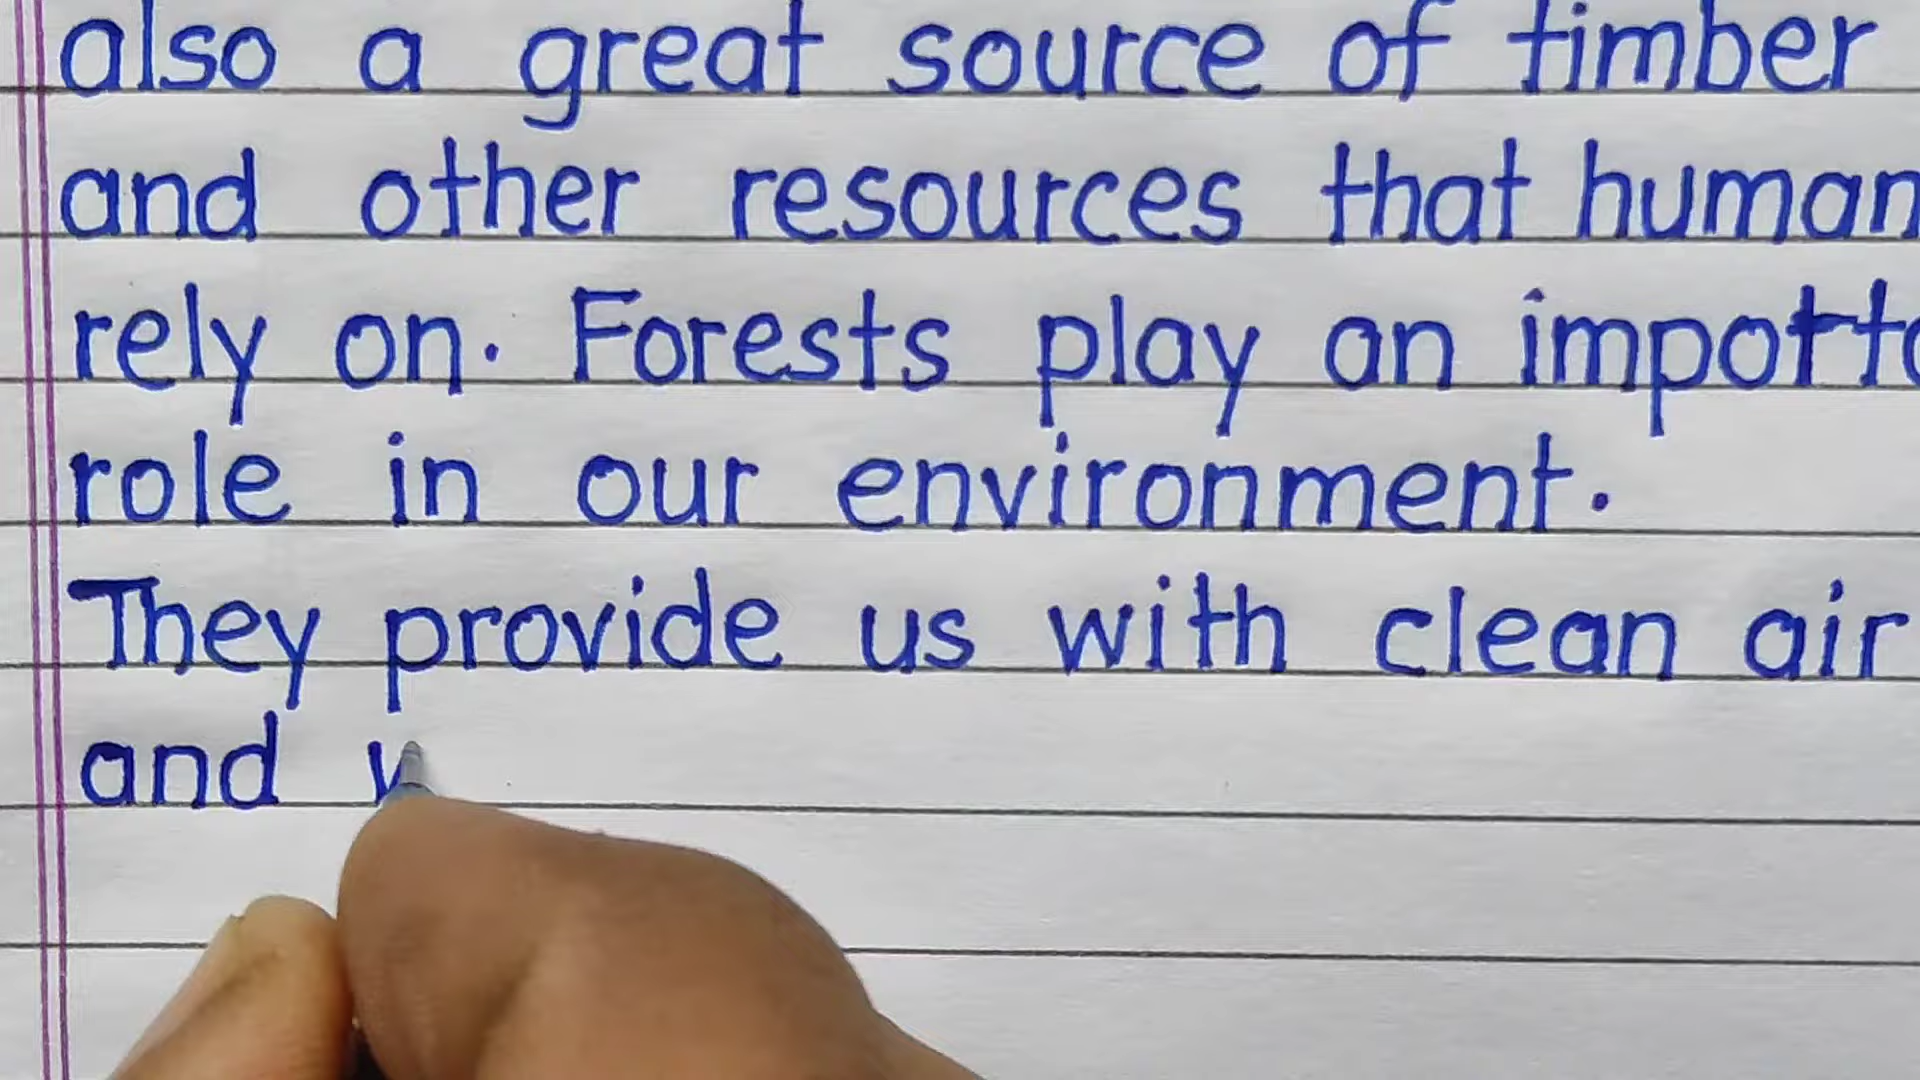 also a great source of timber
and other resources that human
rely on. Forests play an importa
role in our environment.
They provide us with clean air
and